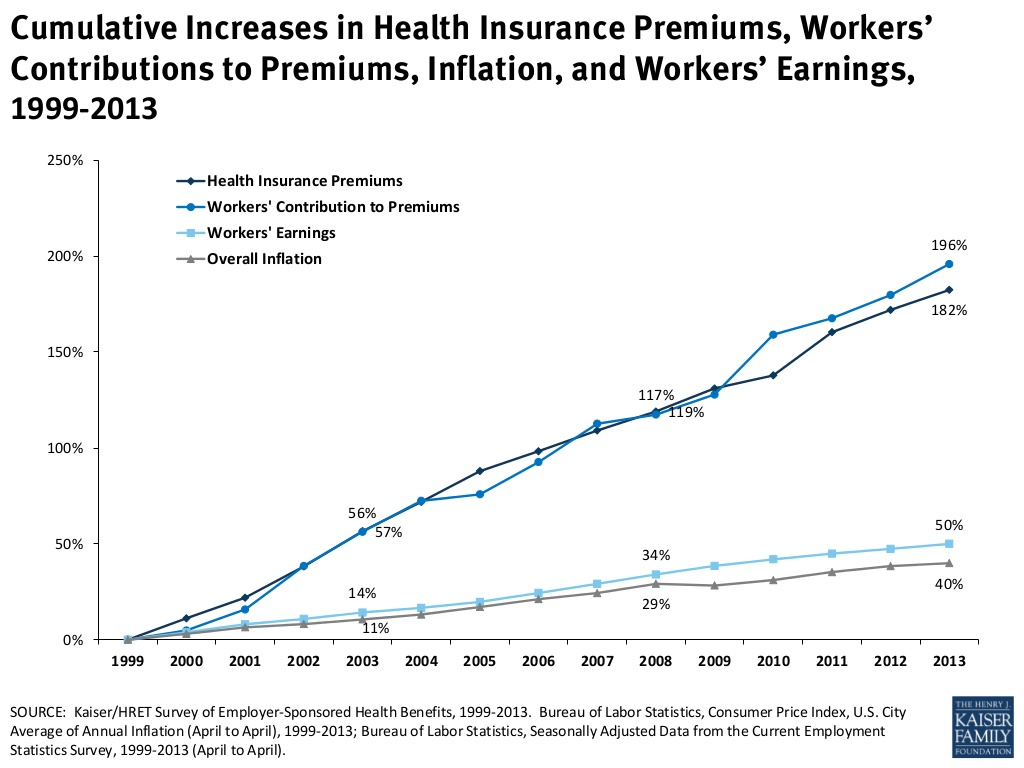 Cumulative Increases in Health Insurance Premiums, Workers’
Contributions to Premiums, Inflation, and Workers’ Earnings,
1999-2013
250%
200%
150%
100%
50%
0%
Health Insurance Premiums
Workers' Contribution to Premiums
Workers' Earnings
Overall Inflation
196%
182%
117%
119%
56%
57%
50%
34%
14%
40%
29%
11%
1999 2000 2001 2002 2003 2004 2005 2006 2007 2008 2009 2010 2011 2012 2013
SOURCE: Kaiser/HRET Survey of Employer-Sponsored Health Benefits, 1999-2013. Bureau of Labor Statistics, Consumer Price Index, U.S. City
Average of Annual Inflation (April to April), 1999-2013; Bureau of Labor Statistics, Seasonally Adjusted Data from the Current Employment
Statistics Survey, 1999-2013 (April to April).
THE HENRY J.
KAISER
FAMILY
FOUNDATION